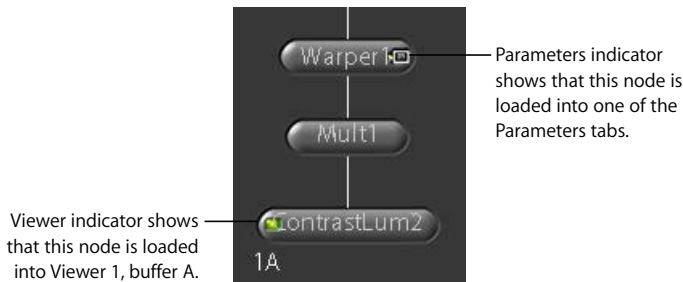 Warper1
Parameters indicator
shows that this node is
loaded into one of the
Parameters tabs.
Mult1
Viewer indicator shows
that this node is loaded
into Viewer 1, buffer A.
ContrastLum2
1A